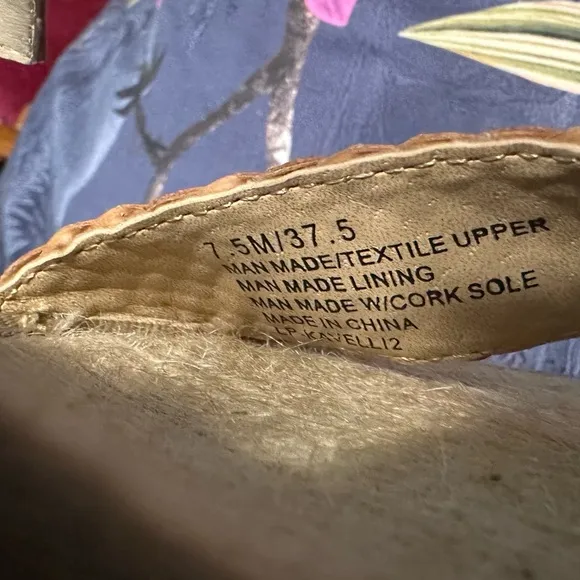 7.5M/37.5
MAN MADE/TEXTILE UPPER
MAN MADE LINING
MAN MADE W/CORK SOLE
MADE IN CHINA
LP KAVELLI2